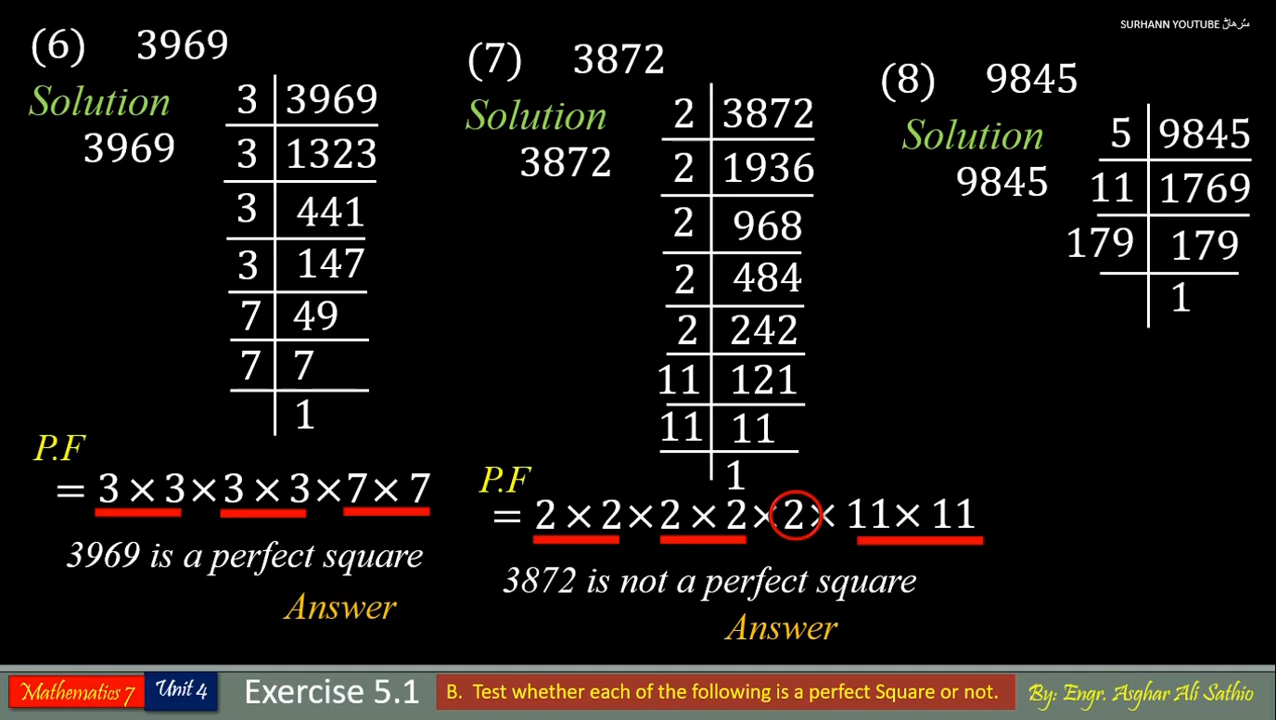 SURHANN YOUTUBE سُرهاڻ
(6) 3969
Solution
3969
3 3969
3 1323
3 441
3 147
7 49
7 7
1
P.F
= 3 × 3 × 3 × 3 × 7 × 7
3969 is a perfect square
Answer
(7) 3872
Solution
3872
2 3872
2 1936
2 968
2 484
2 242
11 121
11 11
1
P.F
= 2 × 2 × 2 × 2 × 2 × 11 × 11
3872 is not a perfect square
Answer
(8) 9845
Solution
9845
5 9845
11 1769
179 179
1
Mathematics 7 Unit 4 Exercise 5.1 B. Test whether each of the following is a perfect Square or not. By: Engr. Asghar Ali Sathio